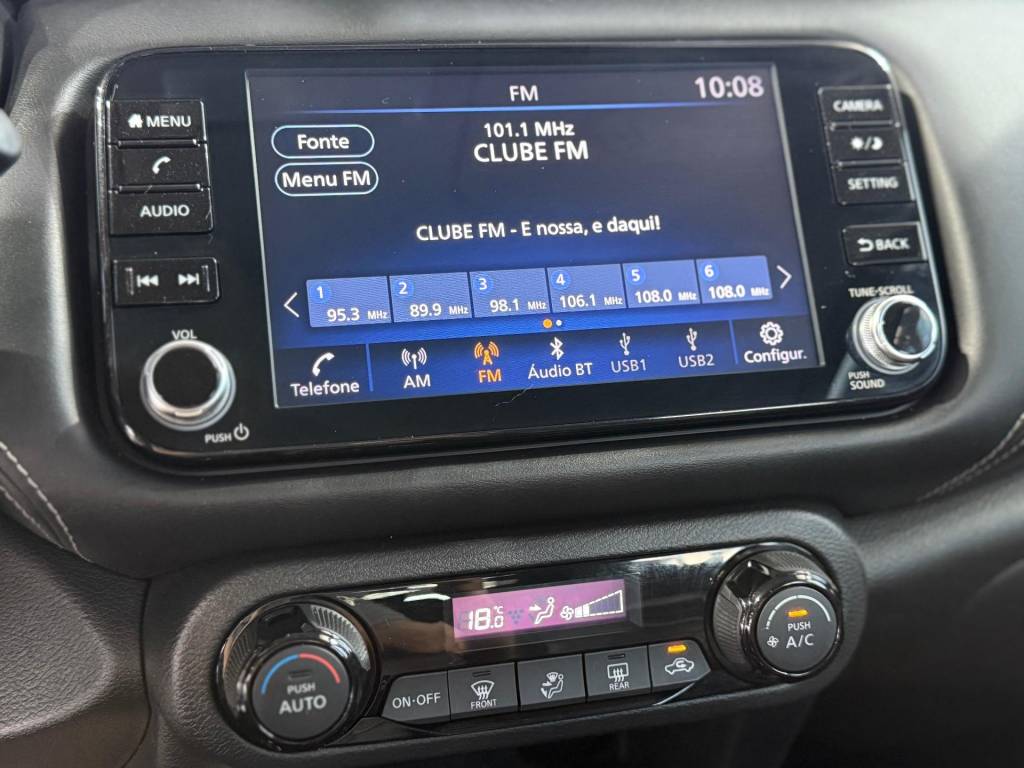 FM
10:08
MENU
AUDIO
VOL
PUSH
Fonte
Menu FM
101.1 MHz
CLUBE FM
CLUBE FM - E nossa, e daqui!
1 95.3 MHz
2 89.9 MHz
3 98.1 MHz
4 106.1 MHz
5 108.0 MHz
6 108.0 MHz
Telefone
AM
FM
Áudio BT
USB1
USB2
Configur.
CAMERA
SETTING
BACK
TUNE·SCROLL
PUSH
SOUND
18.0 °C
PUSH
AUTO
ON·OFF
FRONT
REAR
PUSH
A/C